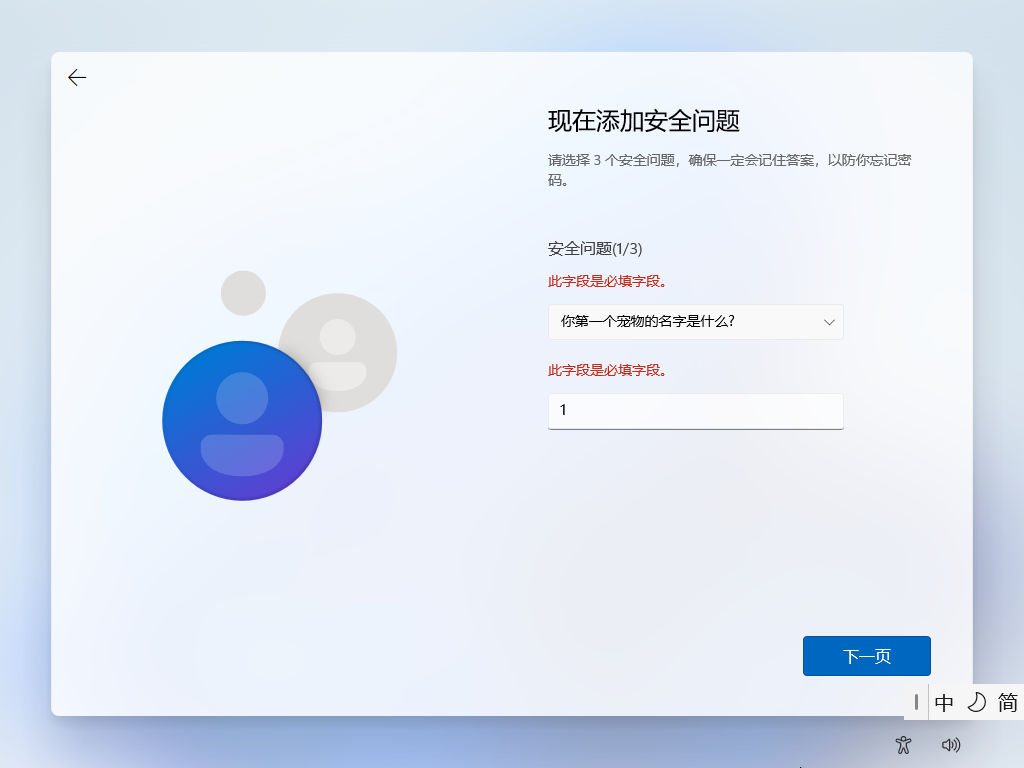 现在添加安全问题
请选择 3 个安全问题，确保一定会记住答案，以防你忘记密
码。
安全问题(1/3)
此字段是必填字段。
你第一个宠物的名字是什么?
此字段是必填字段。
1
下一页
中 简